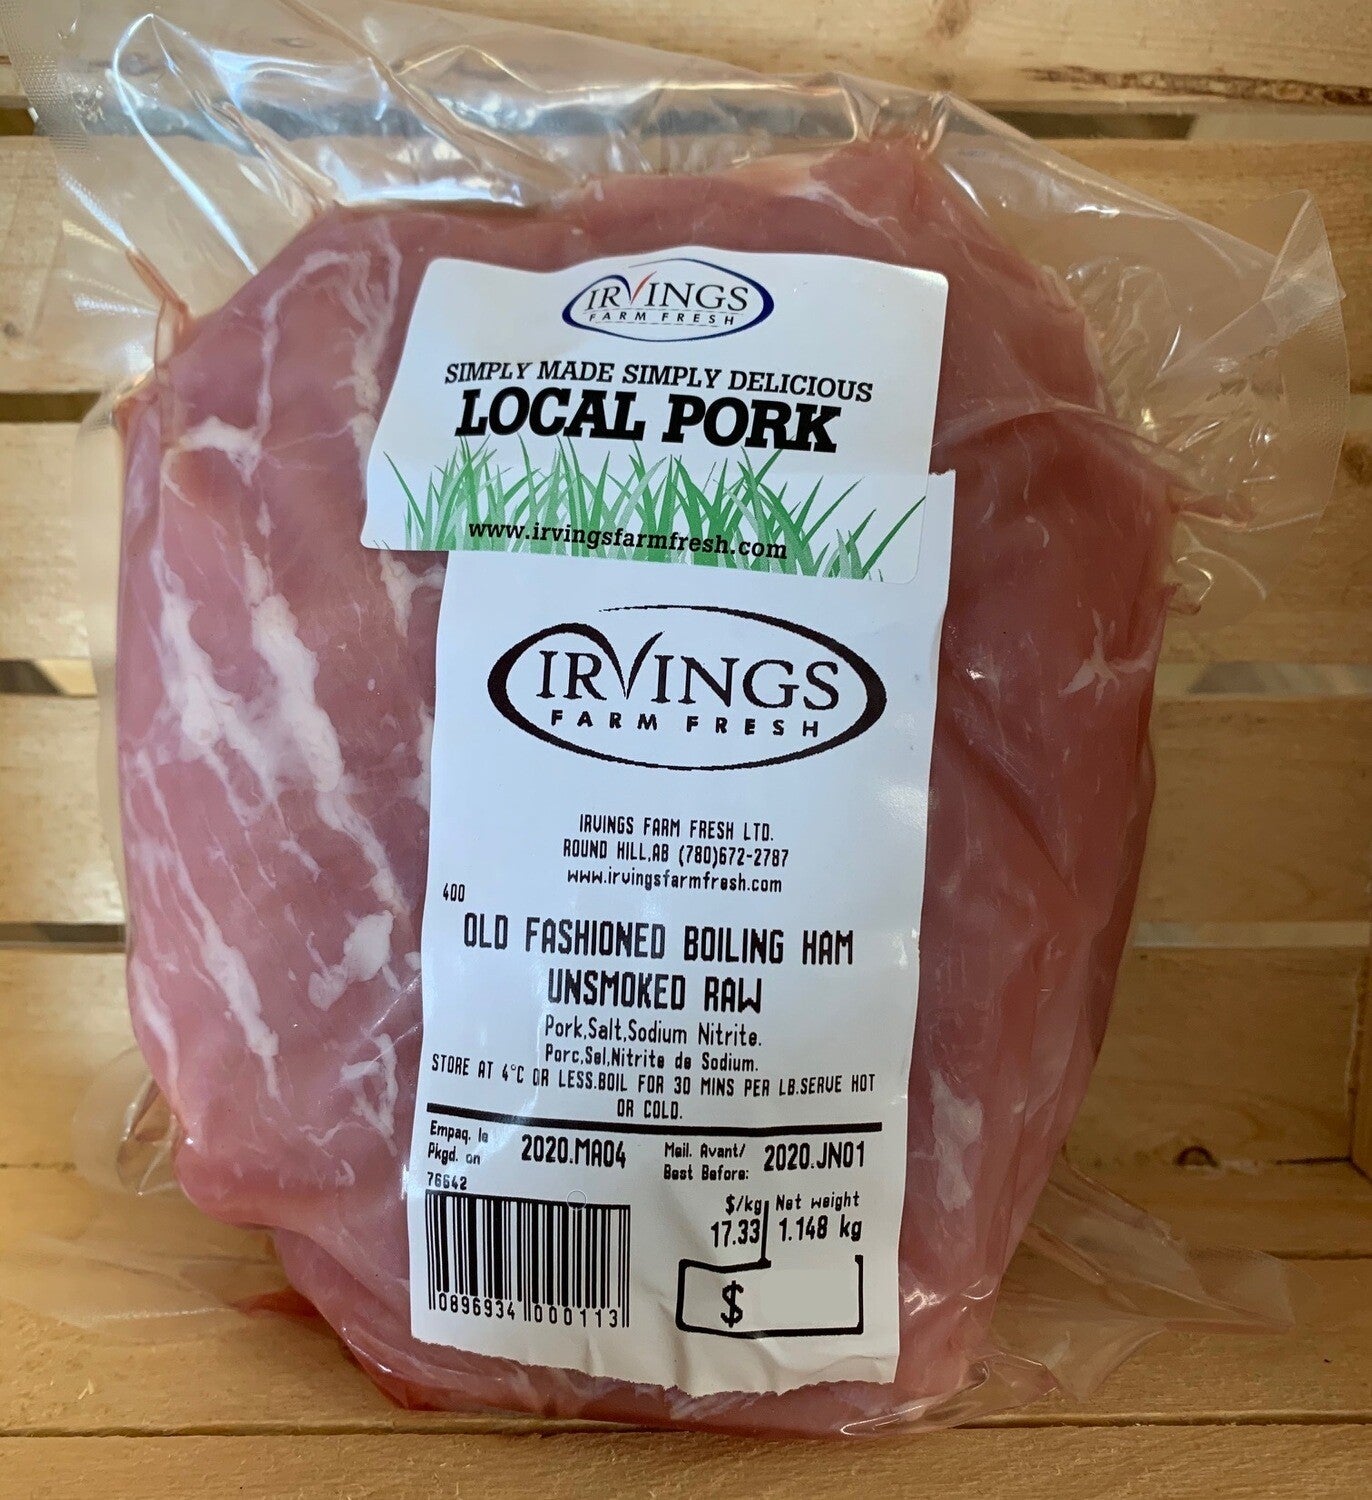 IRVINGS
FARM FRESH
SIMPLY MADE SIMPLY DELICIOUS
LOCAL PORK
www.irvingsfarmfresh.com
IRVINGS
FARM FRESH
IRVINGS FARM FRESH LTD.
ROUND HILL,AB (780)672-2787
www.irvingsfarmfresh.com
400
OLD FASHIONED BOILING HAM
UNSMOKED RAW
Pork,Salt,Sodium Nitrite.
Porc,Sel,Nitrite de Sodium.
STORE AT 4°C OR LESS.BOIL FOR 30 MINS PER LB.SERVE HOT
OR COLD.
Empaq. le
Pkgd. on
2020.MA04
Meil. Avant/
Best Before:
2020.JN01
76642
$/kg
17.33
Net weight
1.148 kg
$
0896934 000113